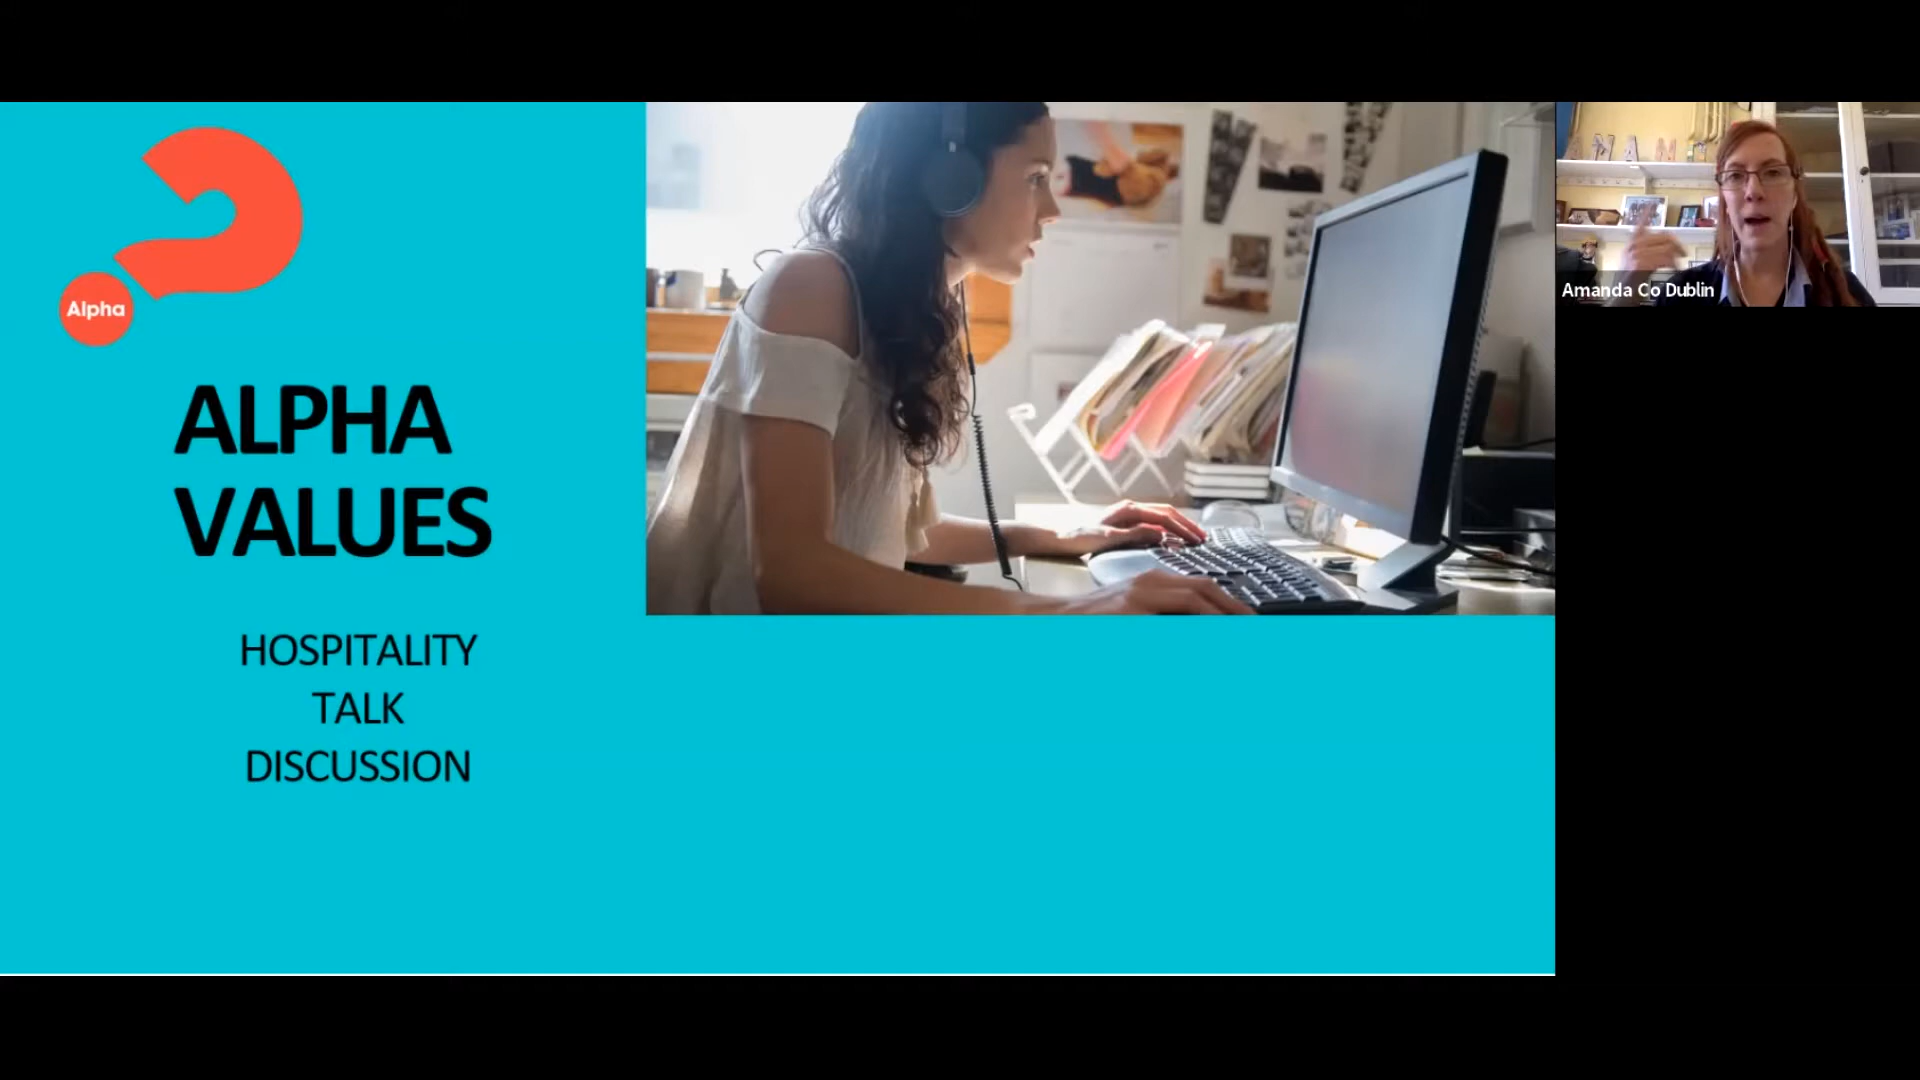 Alpha
ALPHA
VALUES
HOSPITALITY
TALK
DISCUSSION
Amanda Co Dublin